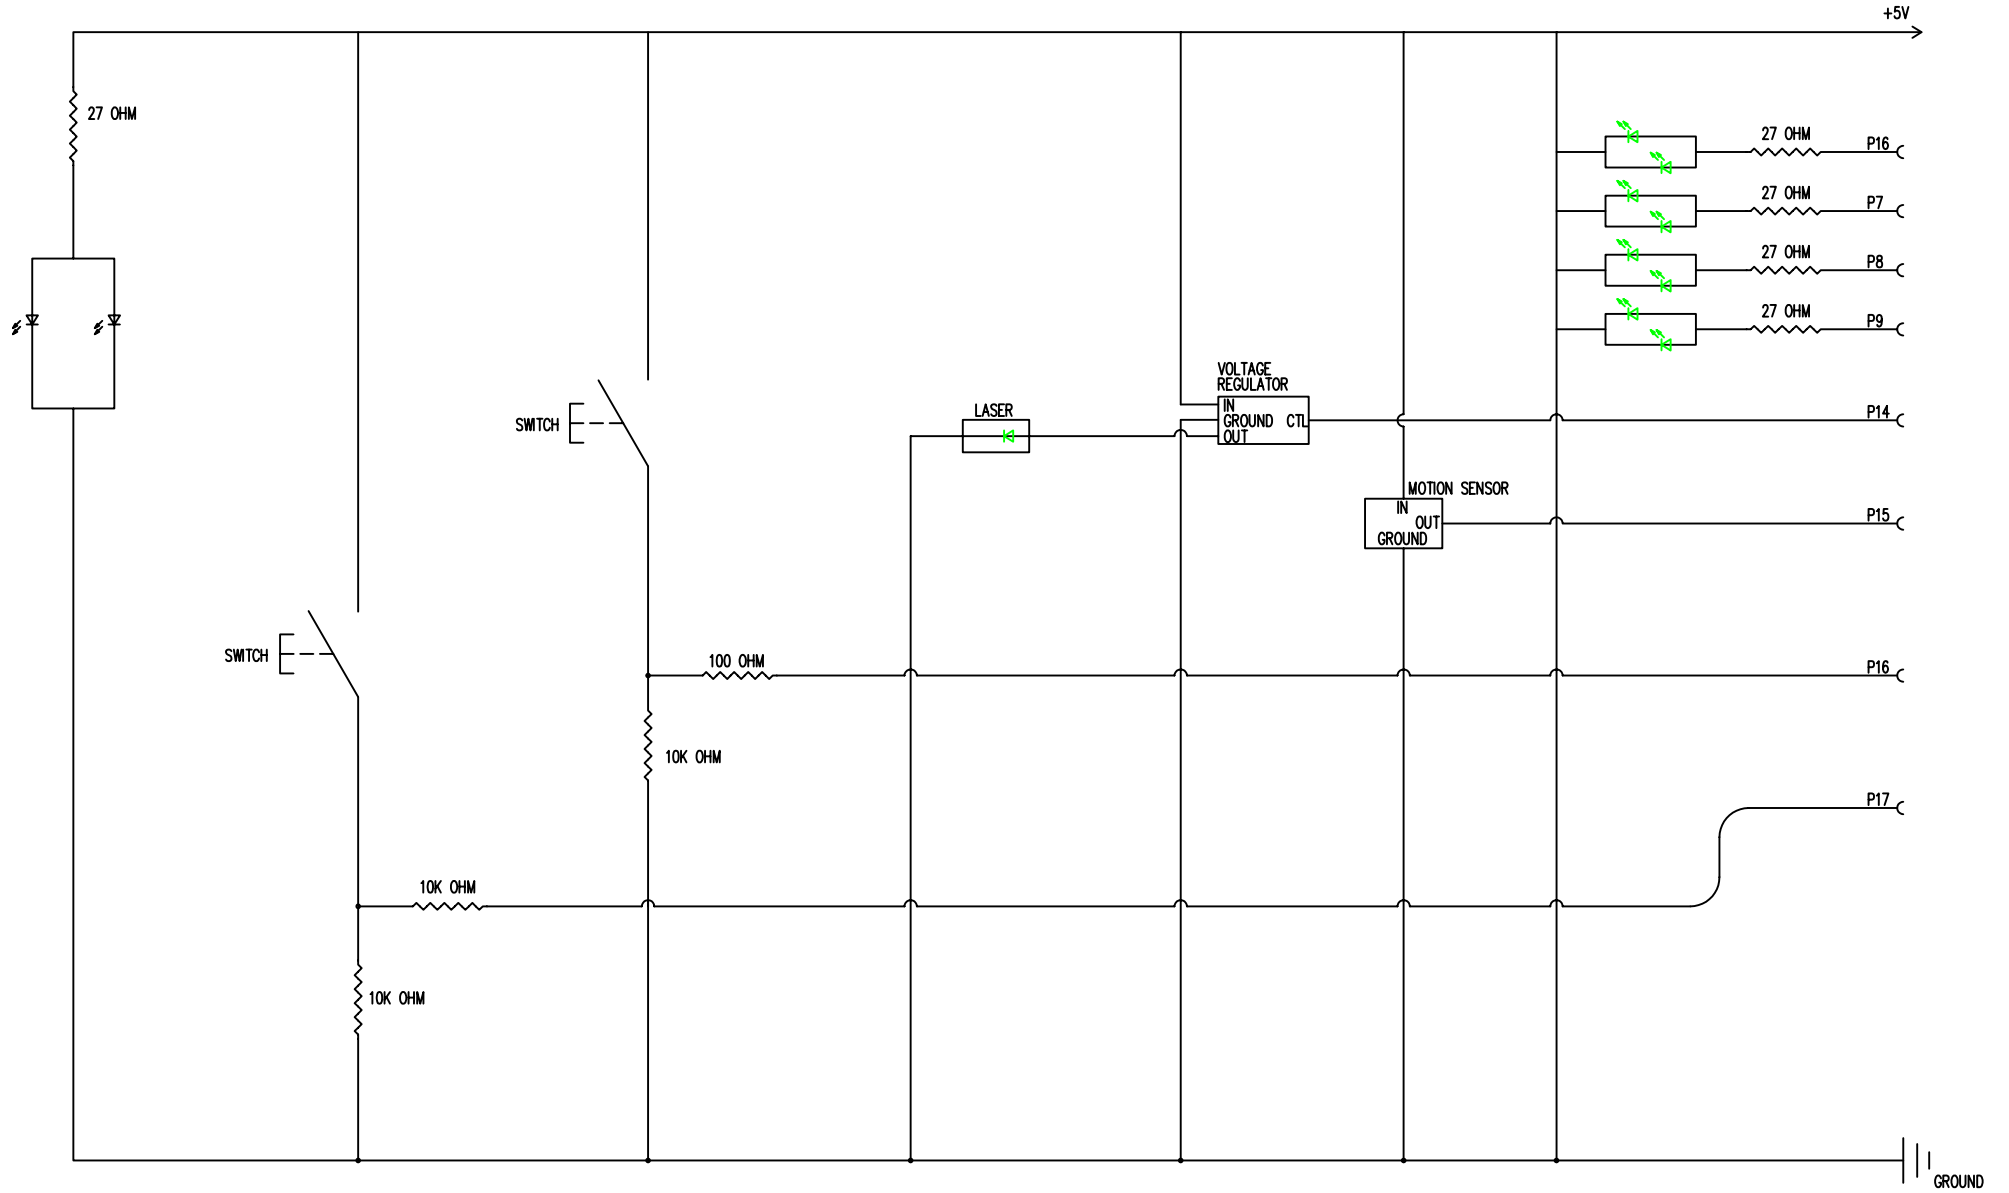 +5V
27 OHM
27 OHM
P16
27 OHM
P7
27 OHM
P8
27 OHM
P9
VOLTAGE
REGULATOR
IN
GROUND CTL
OUT
LASER
P14
SWITCH
MOTION SENSOR
IN
OUT
GROUND
P15
SWITCH
100 OHM
P16
10K OHM
P17
10K OHM
10K OHM
GROUND